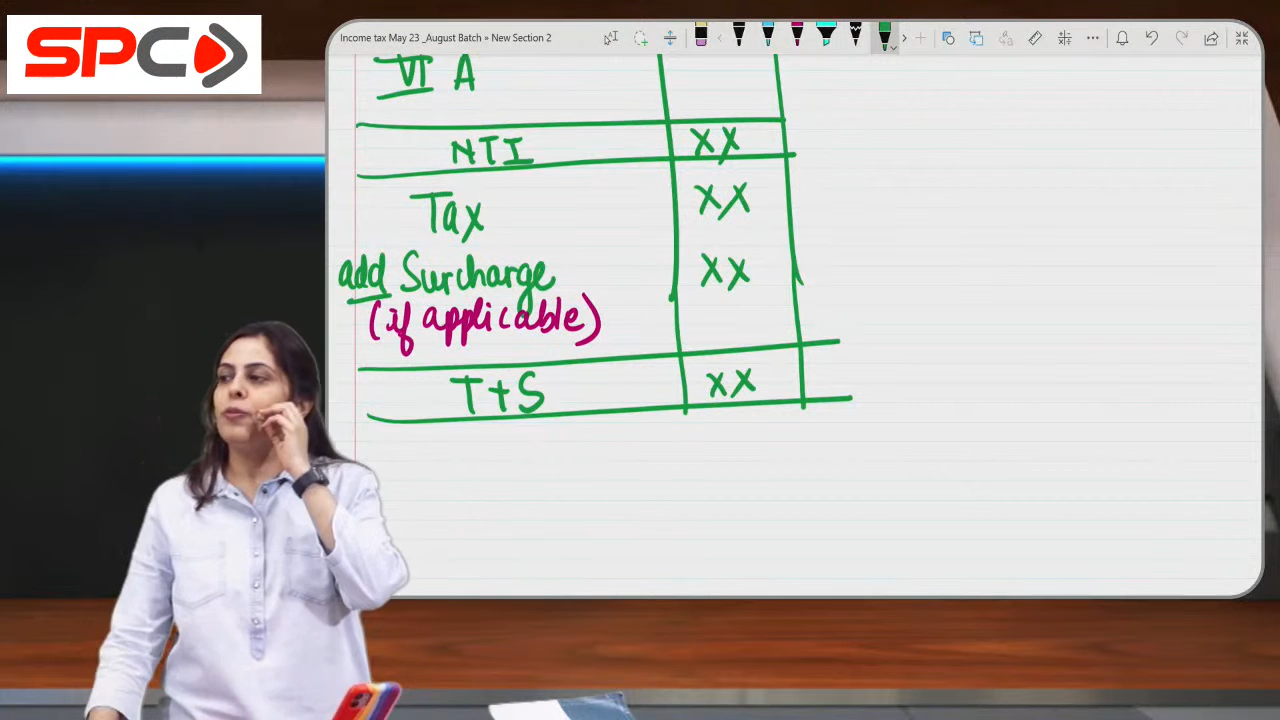 SPC
Income tax May 23 _August Batch » New Section 2
VI A
NTI XX
Tax XX
add Surcharge XX
(if applicable)
T+S XX